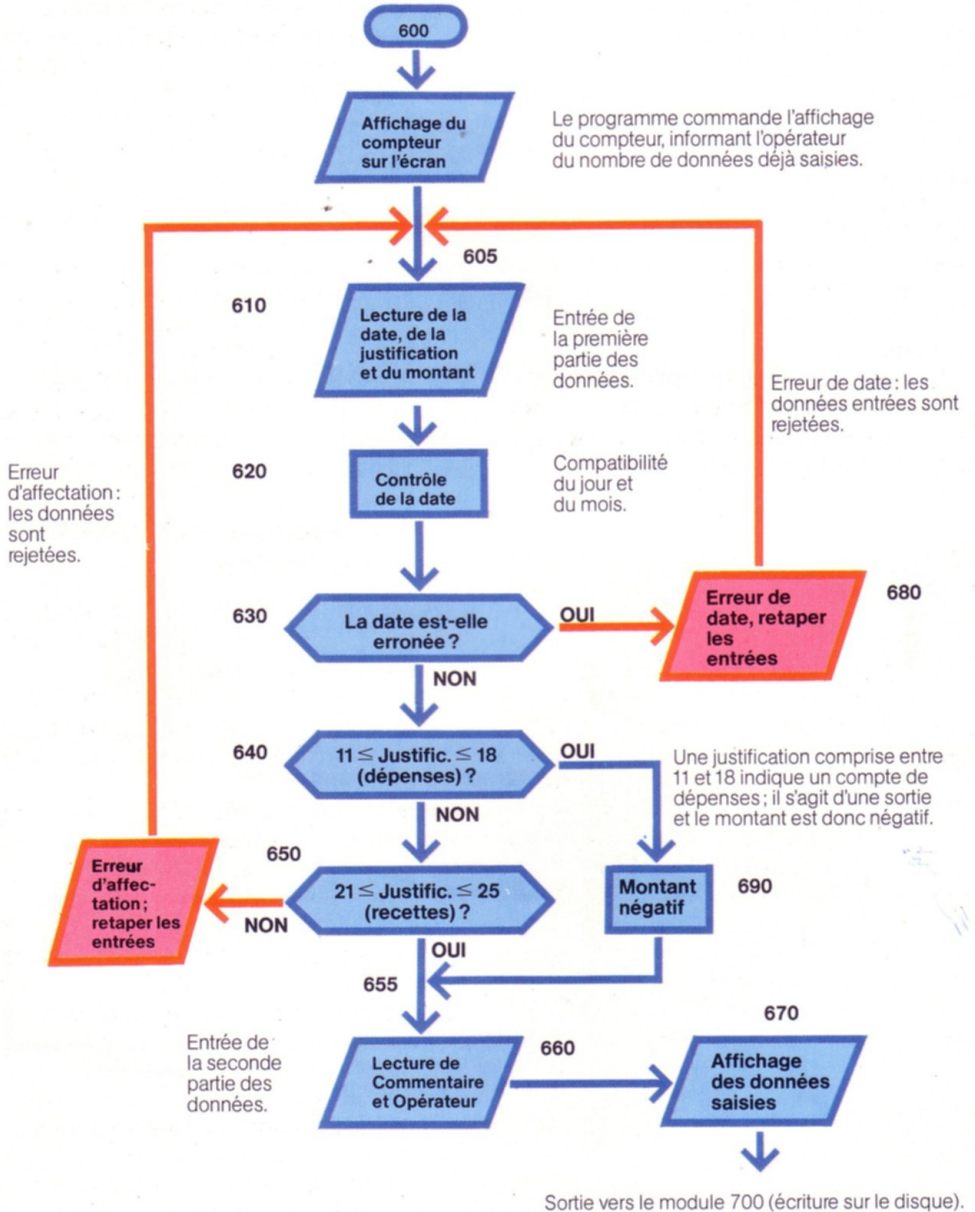 600
Affichage du
compteur
sur l'écran
Le programme commande l'affichage
du compteur, informant l'opérateur
du nombre de données déjà saisies.
605
610
Lecture de la
date, de la
justification
et du montant
Entrée de
la première
partie des
données.
Erreur de date : les
données entrées sont
rejetées.
Erreur
d'affectation :
les données
sont
rejetées.
620
Contrôle
de la date
Compatibilité
du jour et
du mois.
630
La date est-elle
erronée ?
OUI
Erreur de
date, retaper
les
entrées
680
NON
640
11 ≤ Justific. ≤ 18
(dépenses) ?
OUI
Une justification comprise entre
11 et 18 indique un compte de
dépenses ; il s'agit d'une sortie
et le montant est donc négatif.
NON
Erreur
d'affec-
tation ;
retaper les
entrées
650
21 ≤ Justific. ≤ 25
(recettes) ?
NON
Montant
négatif
690
OUI
655
Entrée de
la seconde
partie des
données.
Lecture de
Commentaire
et Opérateur
660
670
Affichage
des données
saisies
Sortie vers le module 700 (écriture sur le disque).